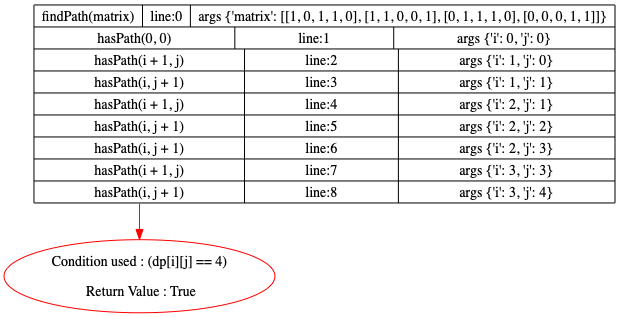 findPath(matrix) line:0 args {'matrix': [[1, 0, 1, 1, 0], [1, 1, 0, 0, 1], [0, 1, 1, 1, 0], [0, 0, 0, 1, 1]]}
hasPath(0, 0) line:1 args {'i': 0, 'j': 0}
hasPath(i + 1, j) line:2 args {'i': 1, 'j': 0}
hasPath(i, j + 1) line:3 args {'i': 1, 'j': 1}
hasPath(i + 1, j) line:4 args {'i': 2, 'j': 1}
hasPath(i, j + 1) line:5 args {'i': 2, 'j': 2}
hasPath(i, j + 1) line:6 args {'i': 2, 'j': 3}
hasPath(i + 1, j) line:7 args {'i': 3, 'j': 3}
hasPath(i, j + 1) line:8 args {'i': 3, 'j': 4}
Condition used : (dp[i][j] == 4)
Return Value : True